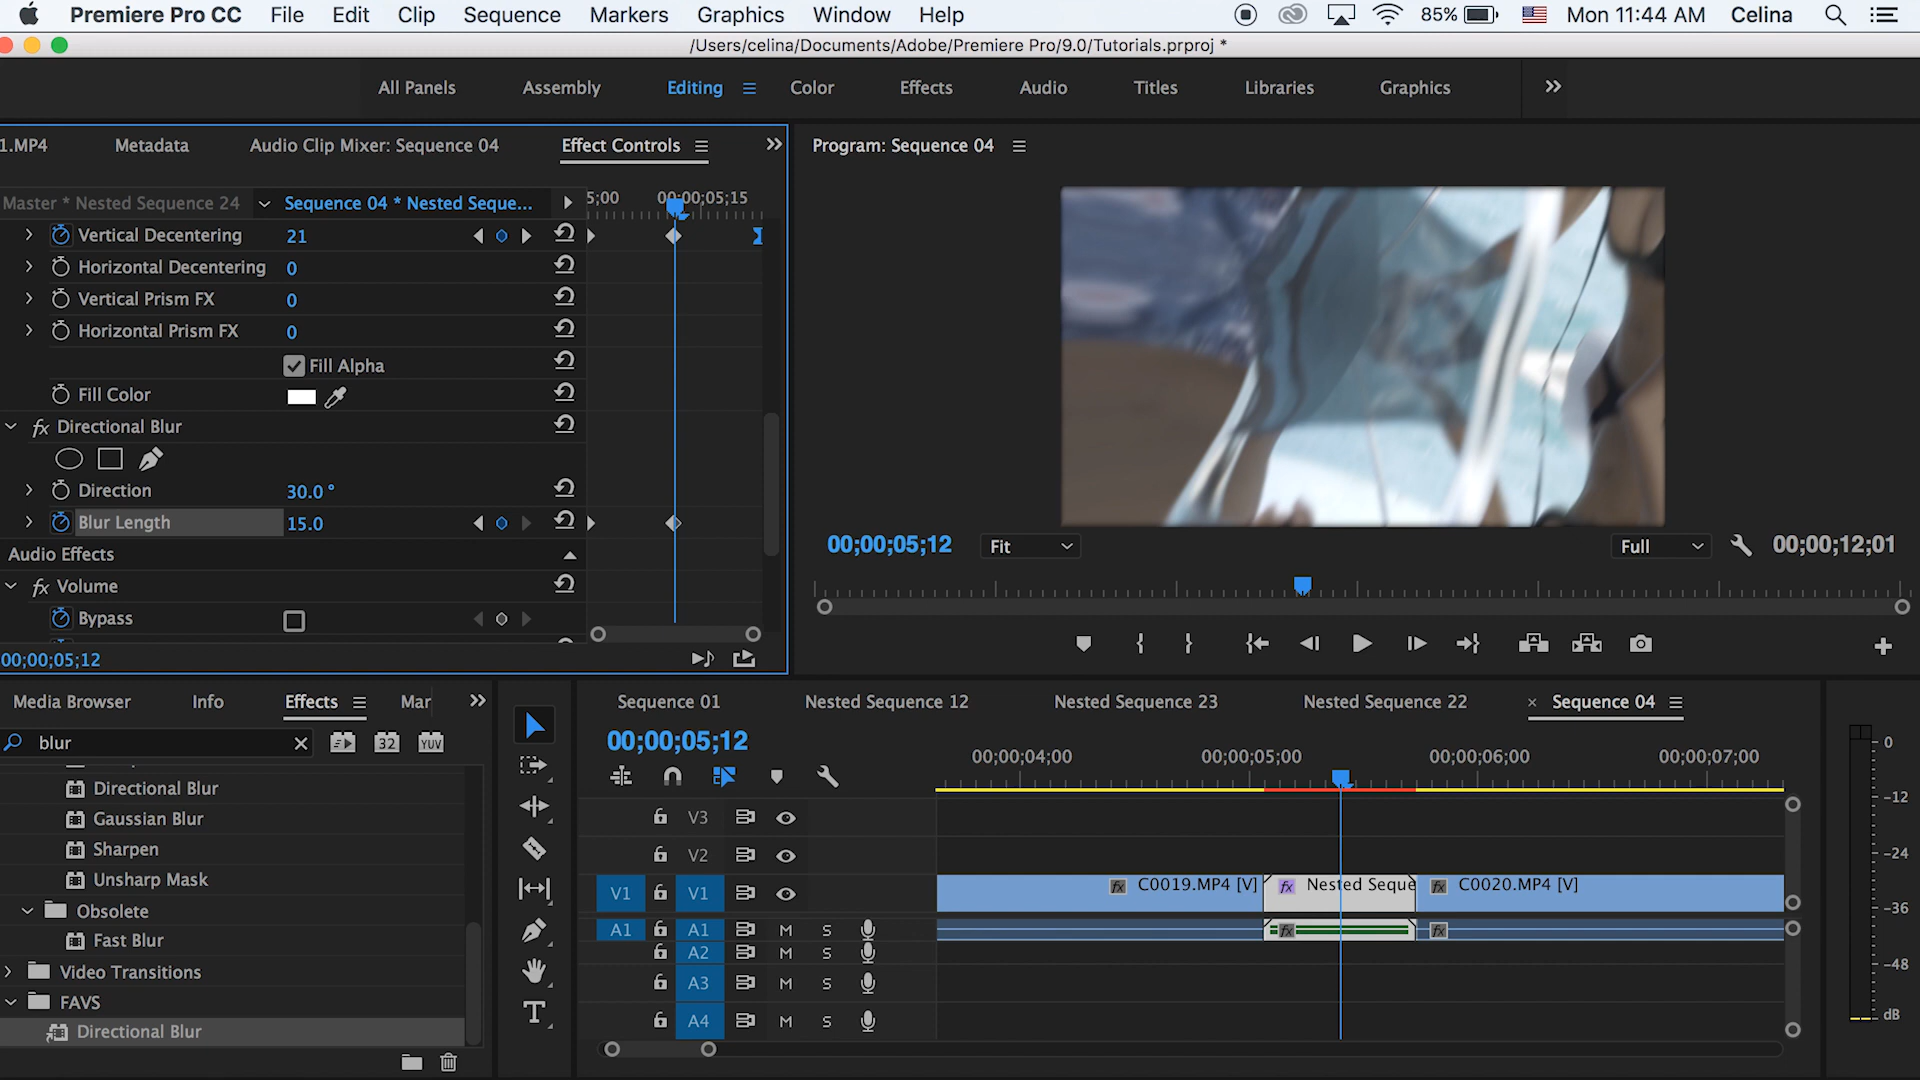 Premiere Pro CC File Edit Clip Sequence Markers Graphics Window Help 85% Mon 11:44 AM Celina
/Users/celina/Documents/Adobe/Premiere Pro/9.0/Tutorials.prproj *
All Panels Assembly Editing Color Effects Audio Titles Libraries Graphics
1.MP4 Metadata Audio Clip Mixer: Sequence 04 Effect Controls
Program: Sequence 04
Master * Nested Sequence 24 Sequence 04 * Nested Seque... 5;00 00;00;05;15
Vertical Decentering 21
Horizontal Decentering 0
Vertical Prism FX 0
Horizontal Prism FX 0
Fill Alpha
Fill Color
fx Directional Blur
Direction 30.0 °
Blur Length 15.0
Audio Effects
fx Volume
Bypass
00;00;05;12
00;00;05;12 Fit Full 00;00;12;01
Media Browser Info Effects Mar
blur 32 YUV
Directional Blur
Gaussian Blur
Sharpen
Unsharp Mask
Obsolete
Fast Blur
Video Transitions
FAVS
Directional Blur
T
Sequence 01 Nested Sequence 12 Nested Sequence 23 Nested Sequence 22 × Sequence 04
00;00;05;12
00;00;04;00 00;00;05;00 00;00;06;00 00;00;07;00
V3
V2
V1 V1 fx C0019.MP4 [V] fx Nested Seque fx C0020.MP4 [V]
A1 A1 M S fx fx
A2 M S
A3 M S
A4 M S
0
-12
-24
-36
-48
dB